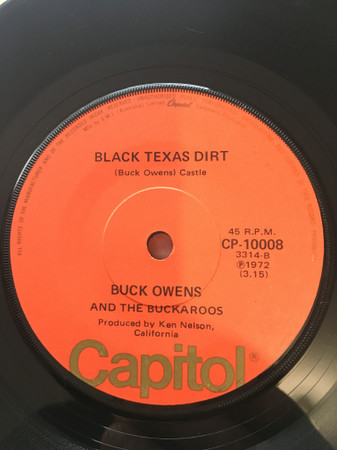 BLACK TEXAS DIRT
(Buck Owens) Castle
45 R.P.M.
CP-10008
3314-B
Ⓟ1972
(3.15)
BUCK OWENS
AND THE BUCKAROOS
Produced by Ken Nelson,
California
Capitol®